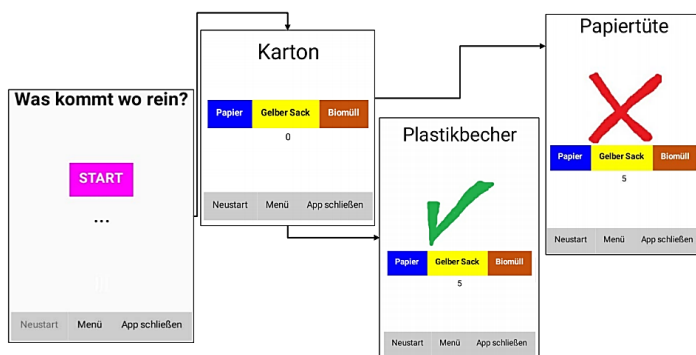 Was kommt wo rein?
START
...
Neustart Menü App schließen
Karton
Papier Gelber Sack Biomüll
0
Neustart Menü App schließen
Plastikbecher
Papier Gelber Sack Biomüll
5
Neustart Menü App schließen
Papiertüte
Papier Gelber Sack Biomüll
5
Neustart Menü App schließen